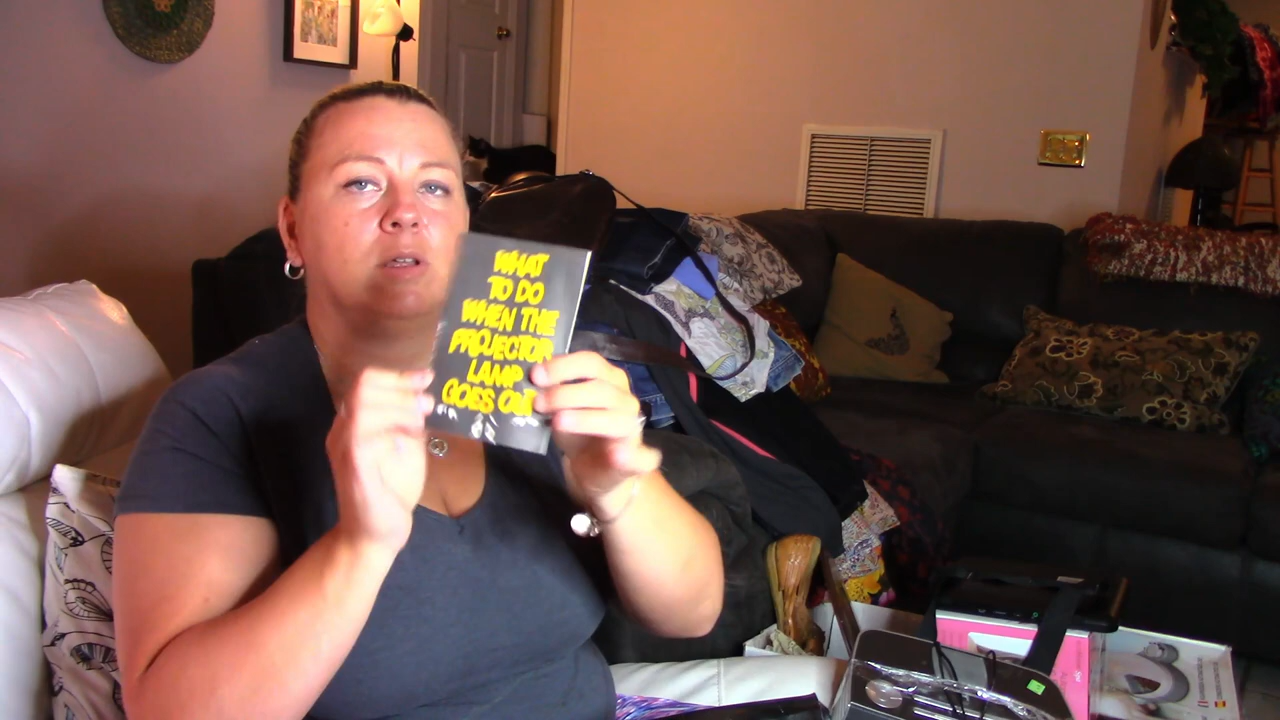 WHAT
TO DO
WHEN THE
PROJECTOR
LAMP
GOES OUT